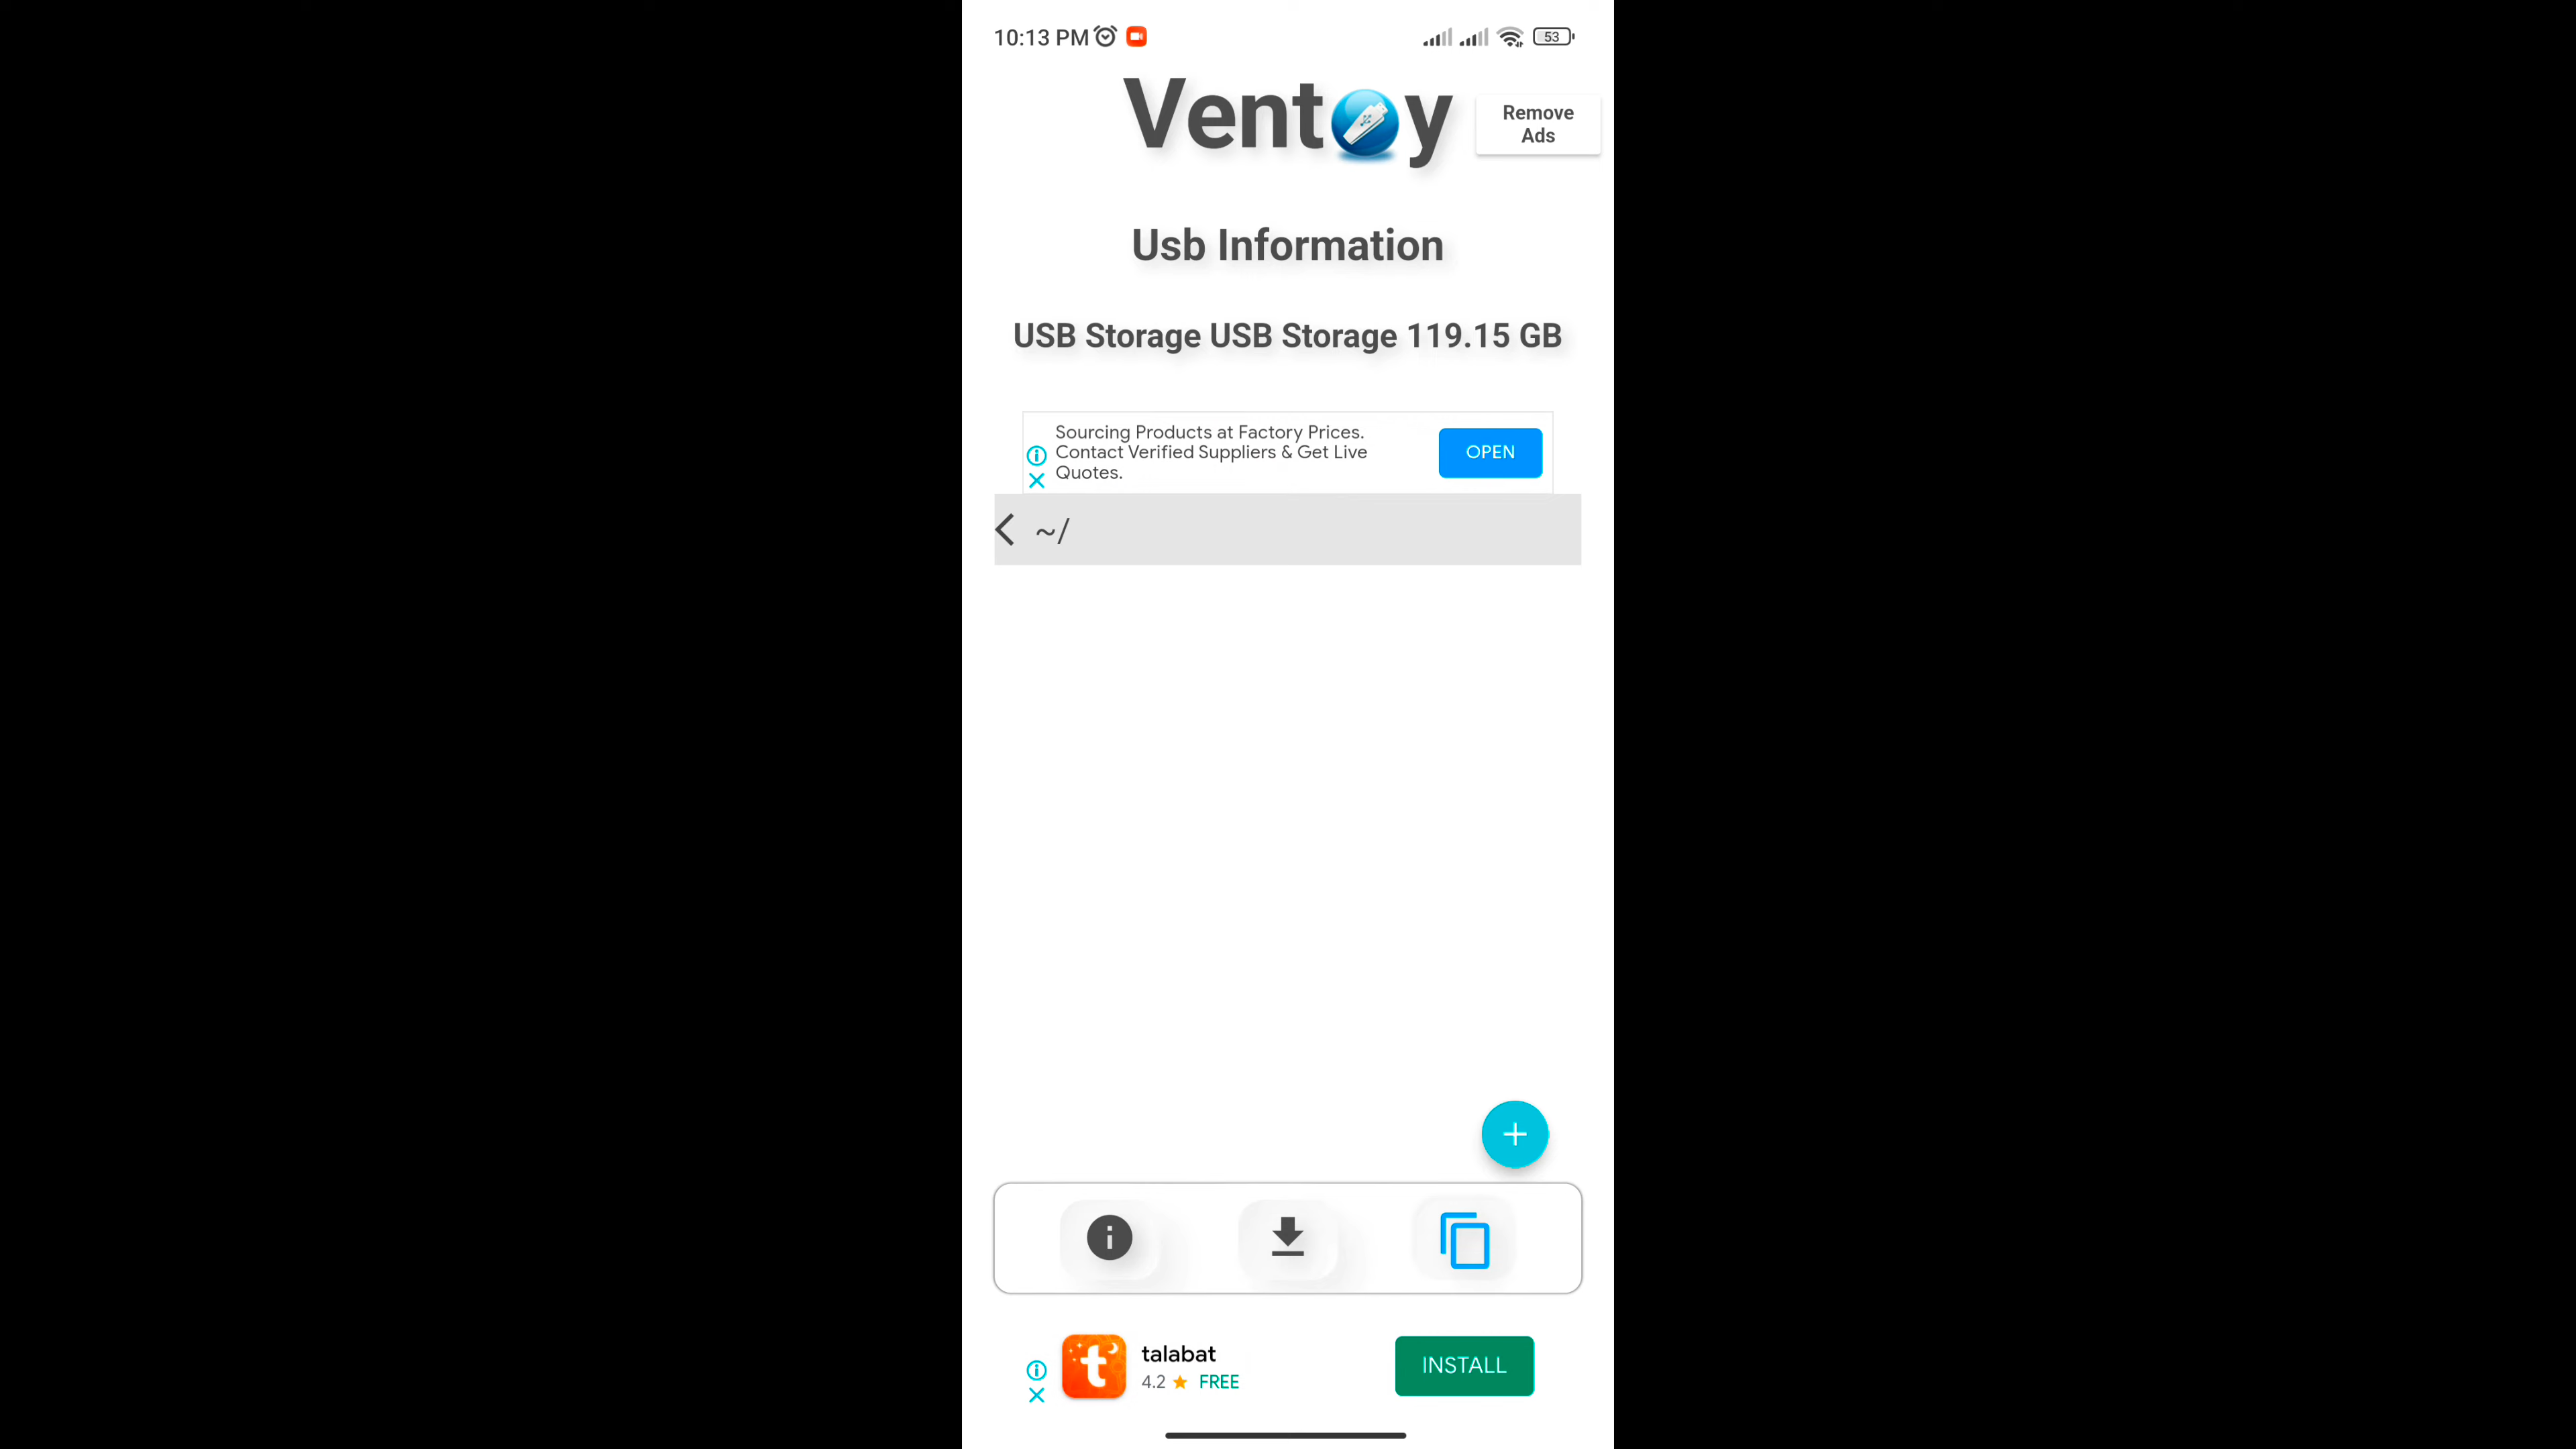 10:13 PM
53
Ventoy
Remove
Ads
Usb Information
USB Storage USB Storage 119.15 GB
Sourcing Products at Factory Prices.
Contact Verified Suppliers & Get Live
Quotes.
OPEN
~/
talabat
4.2 ★ FREE
INSTALL